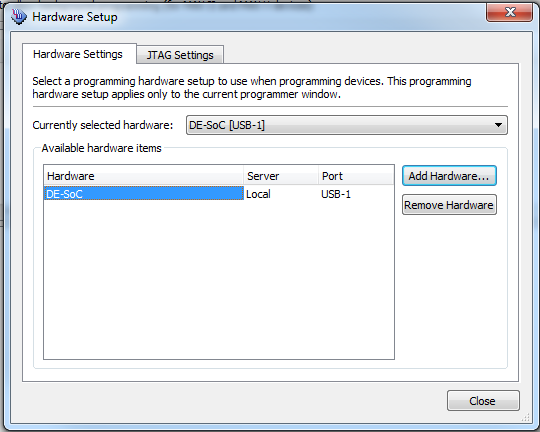 Hardware Setup
Hardware Settings JTAG Settings
Select a programming hardware setup to use when programming devices. This programming
hardware setup applies only to the current programmer window.
Currently selected hardware: DE-SoC [USB-1]
Available hardware items
Hardware Server Port
DE-SoC Local USB-1
Add Hardware...
Remove Hardware
Close